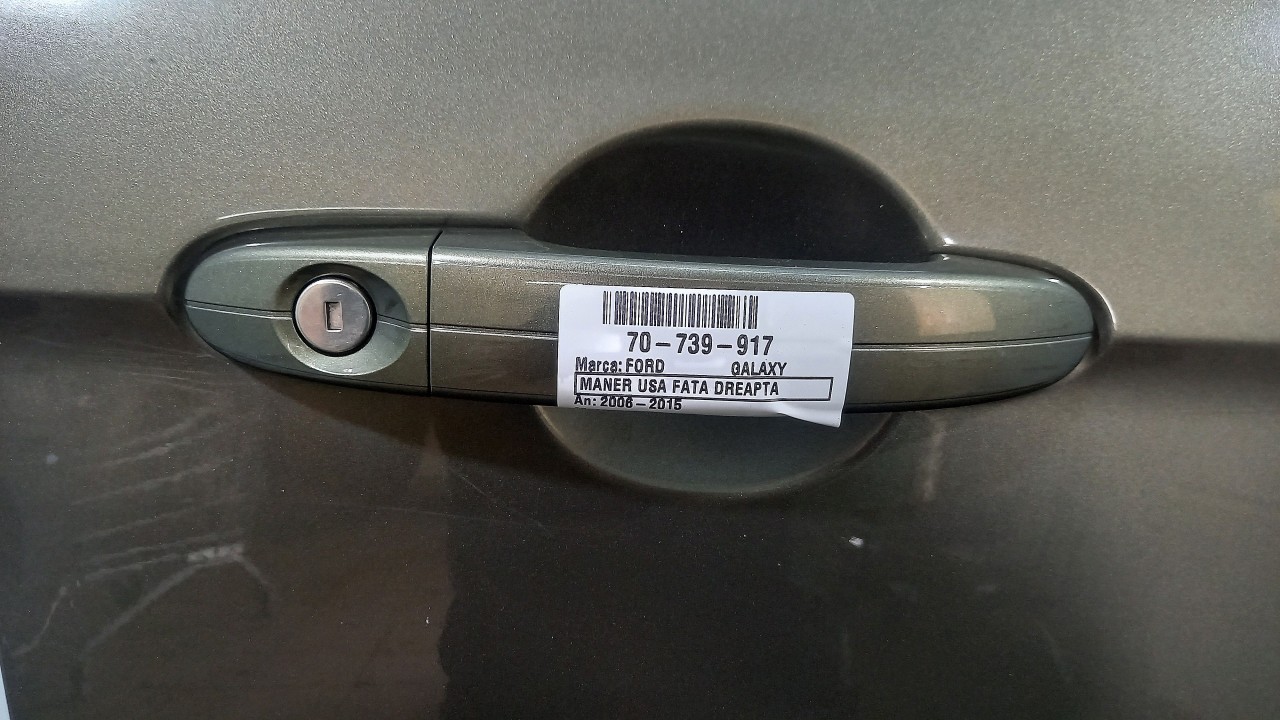 70-739-917
Marca: FORD GALAXY
MANER USA FATA DREAPTA
An: 2006-2015